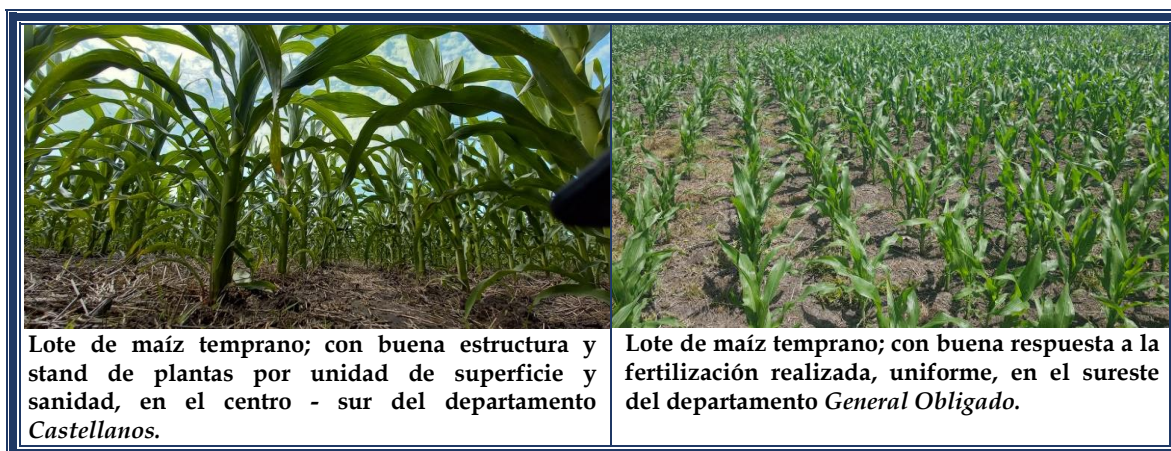 Lote de maíz temprano; con buena estructura y
stand de plantas por unidad de superficie y
sanidad, en el centro - sur del departamento
Castellanos.
Lote de maíz temprano; con buena respuesta a la
fertilización realizada, uniforme, en el sureste
del departamento General Obligado.